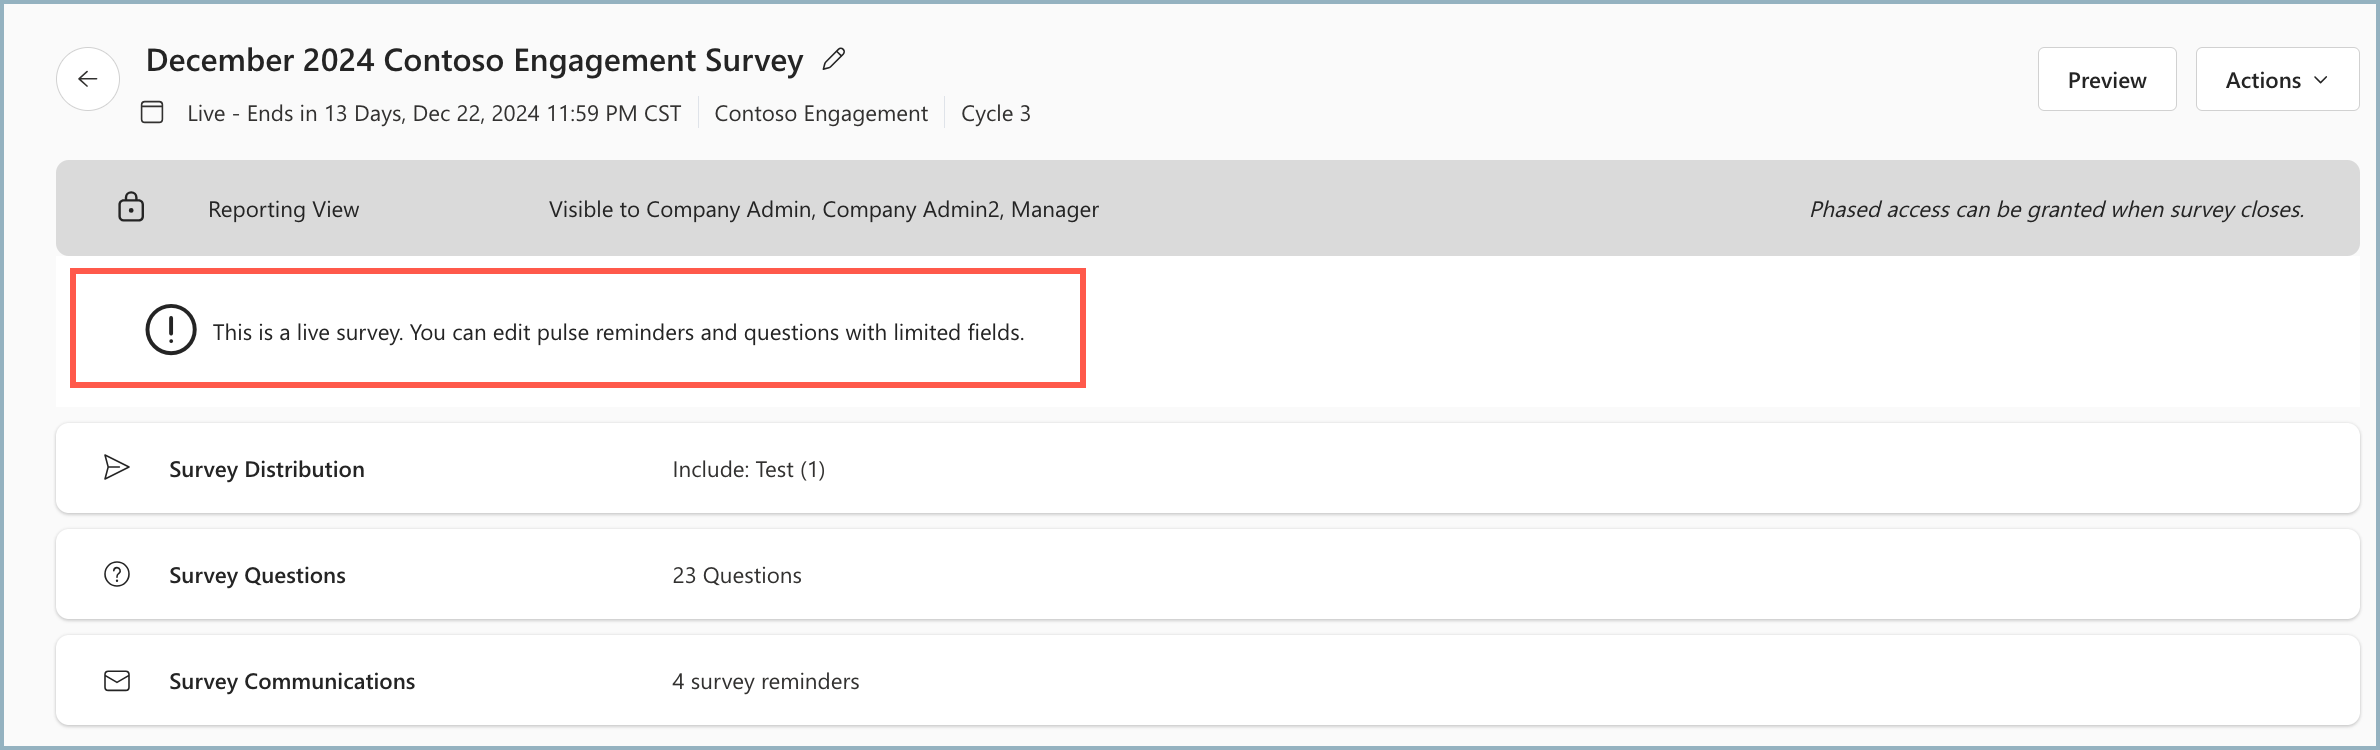 December 2024 Contoso Engagement Survey
Preview
Actions
Live - Ends in 13 Days, Dec 22, 2024 11:59 PM CST
Contoso Engagement
Cycle 3
Reporting View
Visible to Company Admin, Company Admin2, Manager
Phased access can be granted when survey closes.
This is a live survey. You can edit pulse reminders and questions with limited fields.
Survey Distribution
Include: Test (1)
Survey Questions
23 Questions
Survey Communications
4 survey reminders